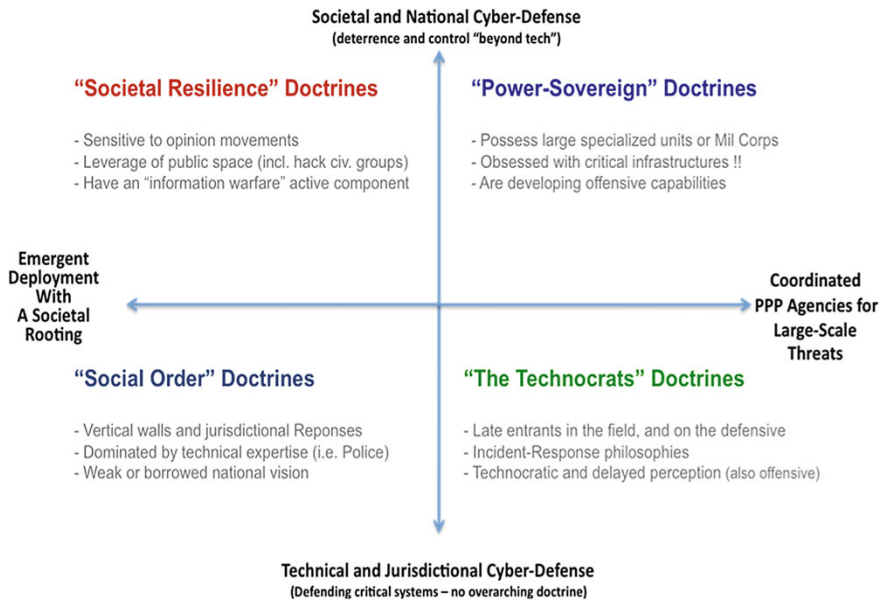 Societal and National Cyber-Defense
(deterrence and control “beyond tech”)
“Societal Resilience” Doctrines
- Sensitive to opinion movements
- Leverage of public space (incl. hack civ. groups)
- Have an “information warfare” active component
“Power-Sovereign” Doctrines
- Possess large specialized units or Mil Corps
- Obsessed with critical infrastructures !!
- Are developing offensive capabilities
Emergent
Deployment
With
A Societal
Rooting
Coordinated
PPP Agencies for
Large-Scale
Threats
“Social Order” Doctrines
- Vertical walls and jurisdictional Reponses
- Dominated by technical expertise (i.e. Police)
- Weak or borrowed national vision
“The Technocrats” Doctrines
- Late entrants in the field, and on the defensive
- Incident-Response philosophies
- Technocratic and delayed perception (also offensive)
Technical and Jurisdictional Cyber-Defense
(Defending critical systems – no overarching doctrine)